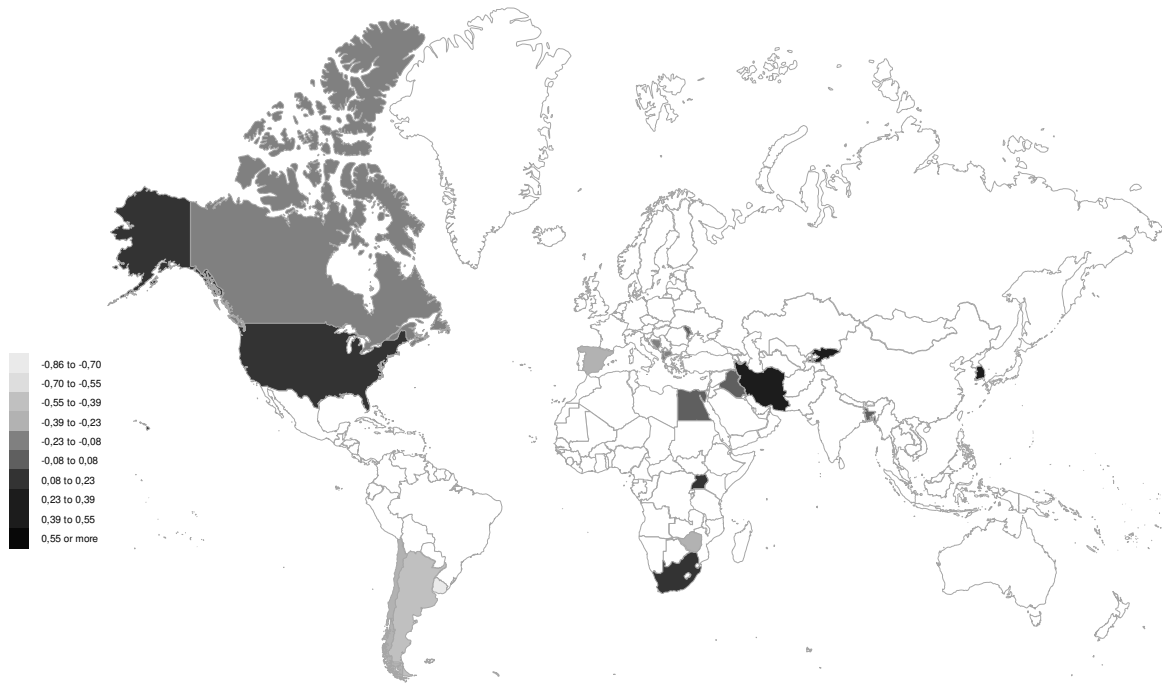 -0,86 to -0,70
-0,70 to -0,55
-0,55 to -0,39
-0,39 to -0,23
-0,23 to -0,08
-0,08 to 0,08
0,08 to 0,23
0,23 to 0,39
0,39 to 0,55
0,55 or more